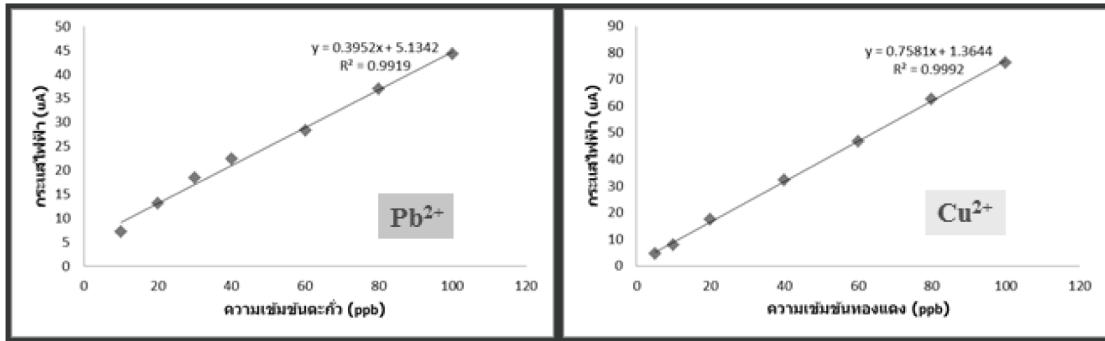 50
45
40
35
30
25
20
15
10
5
0
กระแสไฟฟ้า (uA)
y = 0.3952x + 5.1342
R² = 0.9919
Pb²⁺
0 20 40 60 80 100 120
ความเข้มข้นตะกั่ว (ppb)
90
80
70
60
50
40
30
20
10
0
กระแสไฟฟ้า (uA)
y = 0.7581x + 1.3644
R² = 0.9992
Cu²⁺
0 20 40 60 80 100 120
ความเข้มข้นทองแดง (ppb)